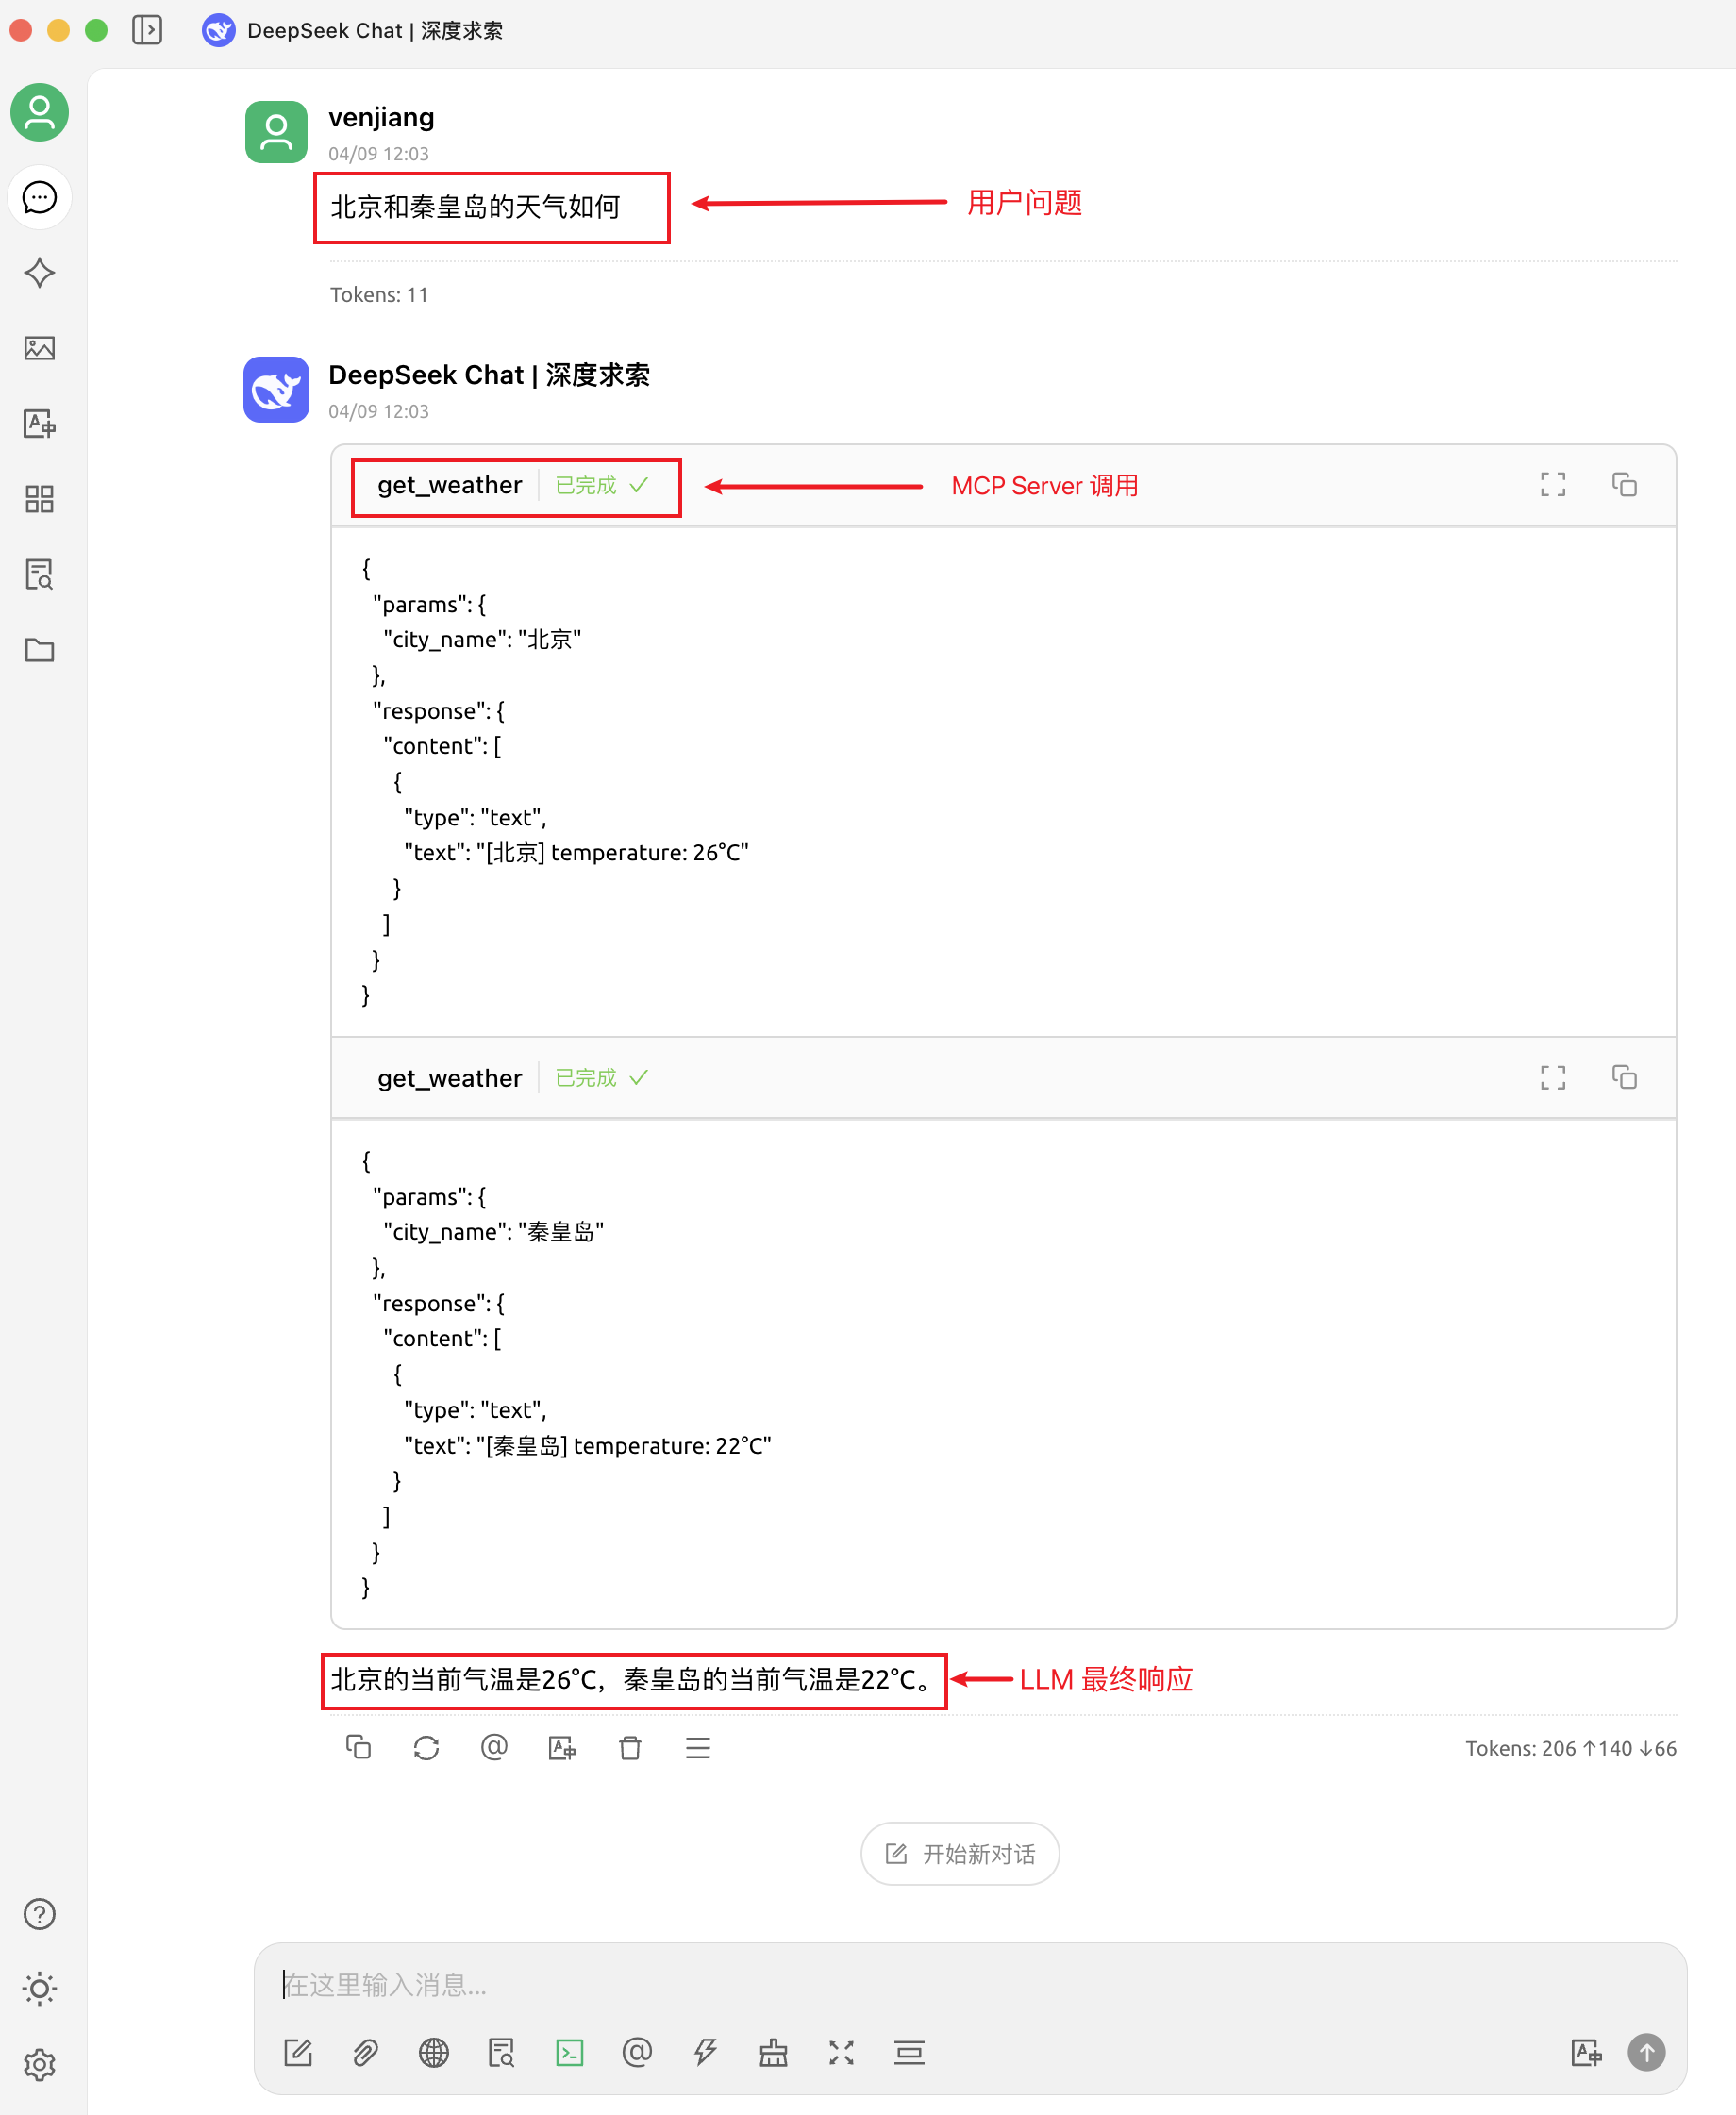 DeepSeek Chat | 深度求索
venjiang
04/09 12:03
北京和秦皇岛的天气如何
用户问题
Tokens: 11
DeepSeek Chat | 深度求索
04/09 12:03
get_weather 已完成
MCP Server 调用
{
"params": {
"city_name": "北京"
},
"response": {
"content": [
{
"type": "text",
"text": "[北京] temperature: 26°C"
}
]
}
}
get_weather 已完成
{
"params": {
"city_name": "秦皇岛"
},
"response": {
"content": [
{
"type": "text",
"text": "[秦皇岛] temperature: 22°C"
}
]
}
}
北京的当前气温是26°C，秦皇岛的当前气温是22°C。
LLM 最终响应
Tokens: 206 ↑140 ↓66
开始新对话
在这里输入消息...